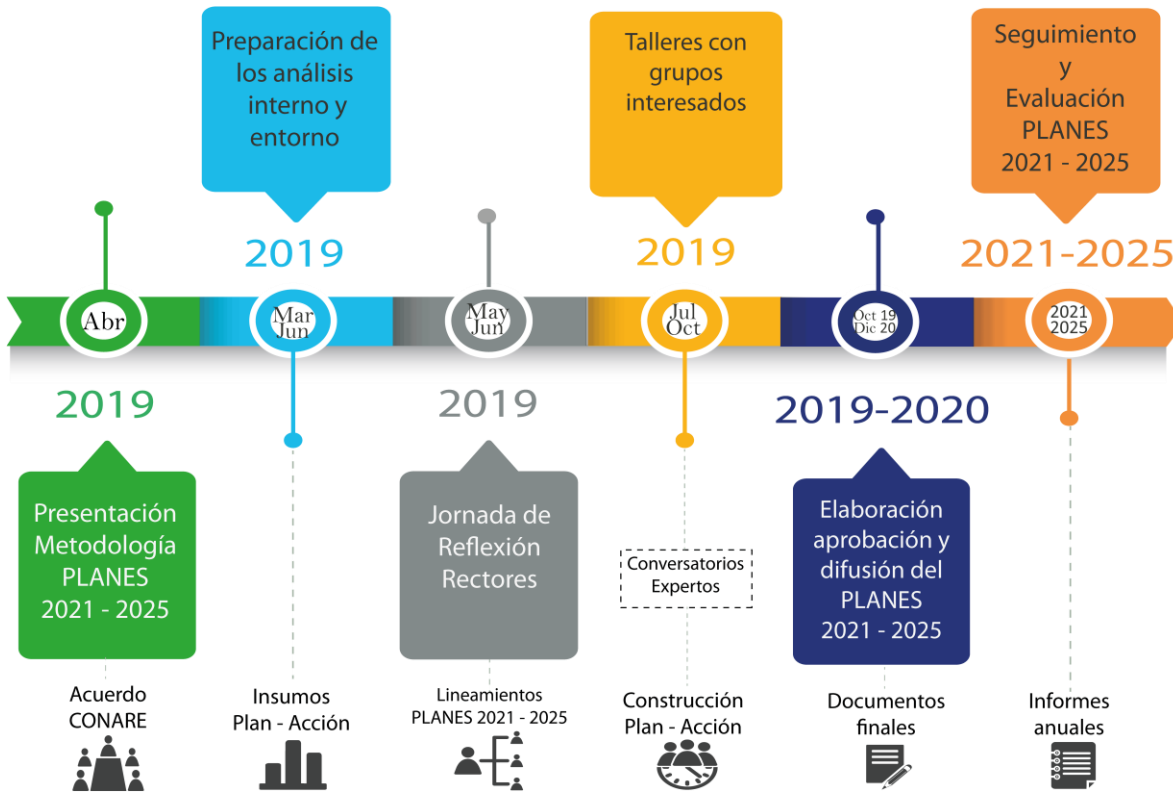 Preparación de
los análisis
interno y
entorno
Talleres con
grupos
interesados
Seguimiento
y
Evaluación
PLANES
2021 - 2025
2019
2019
2021-2025
Abr
Mar
Jun
May
Jun
Jul
Oct
Oct 19
Dic 20
2021
2025
2019
2019
2019-2020
Presentación
Metodología
PLANES
2021 - 2025
Jornada de
Reflexión
Rectores
Conversatorios
Expertos
Elaboración
aprobación y
difusión del
PLANES
2021 - 2025
Acuerdo
CONARE
Insumos
Plan - Acción
Lineamientos
PLANES 2021 - 2025
Construcción
Plan - Acción
Documentos
finales
Informes
anuales